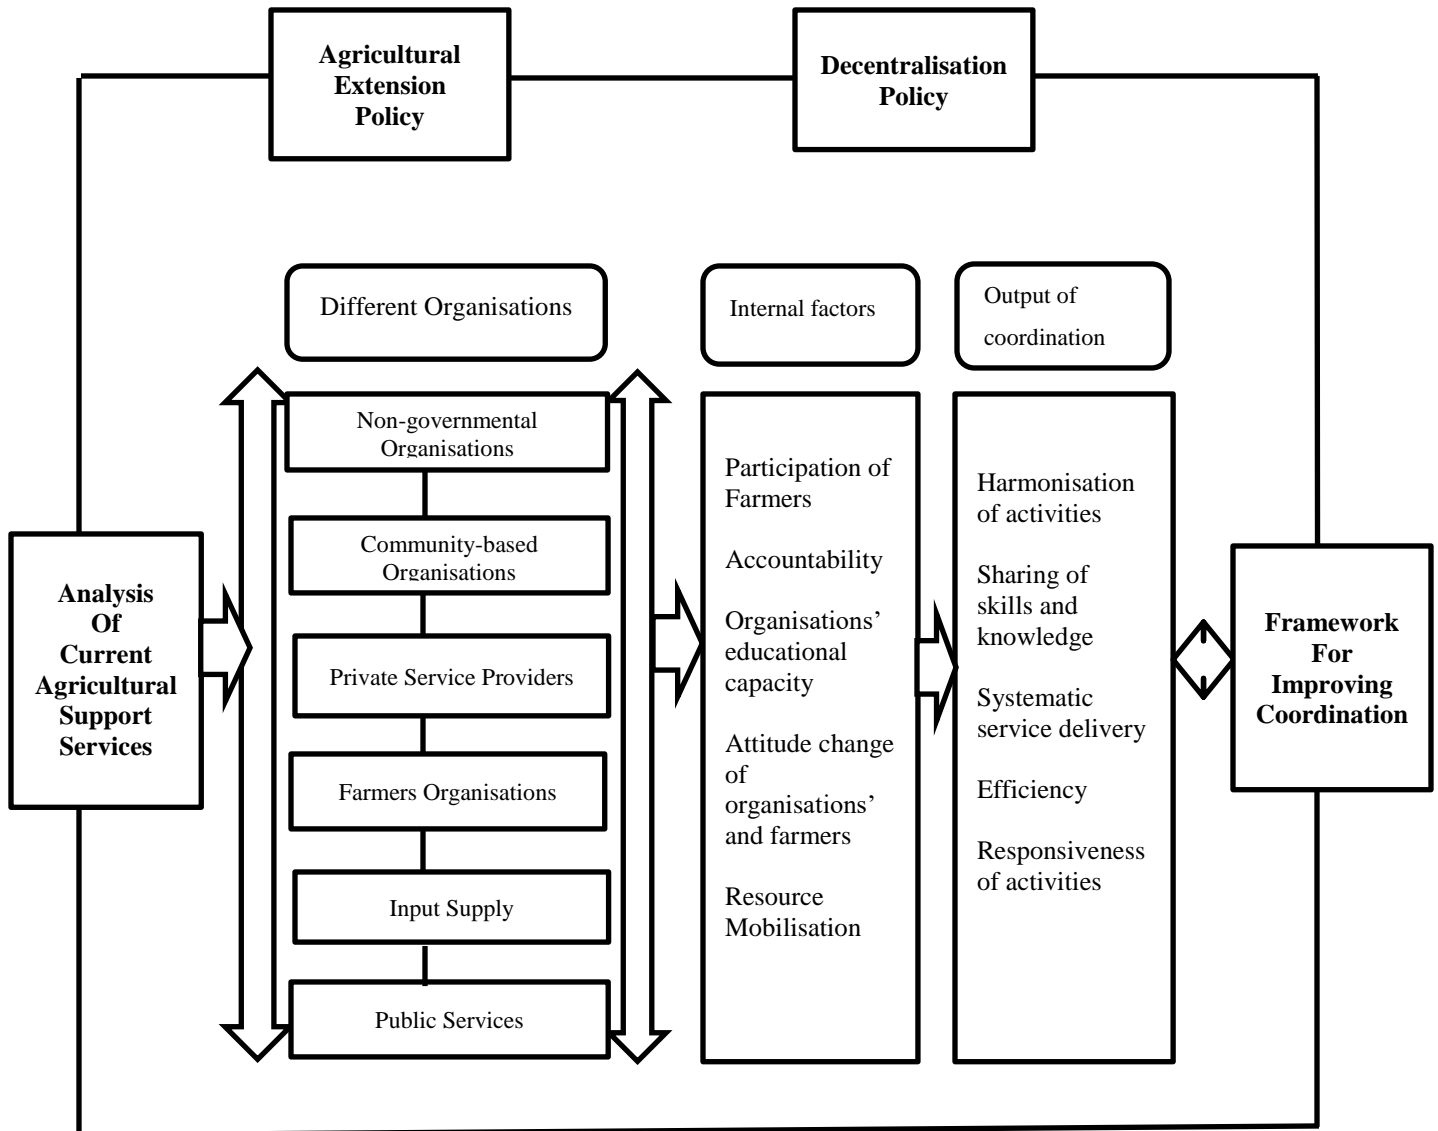 Agricultural
Extension
Policy
Decentralisation
Policy
Different Organisations
Internal factors
Output of
coordination
Analysis
Of
Current
Agricultural
Support
Services
Non-governmental
Organisations
Community-based
Organisations
Private Service Providers
Farmers Organisations
Input Supply
Public Services
Participation of
Farmers
Accountability
Organisations’
educational
capacity
Attitude change
of
organisations’
and farmers
Resource
Mobilisation
Harmonisation
of activities
Sharing of
skills and
knowledge
Systematic
service delivery
Efficiency
Responsiveness
of activities
Framework
For
Improving
Coordination